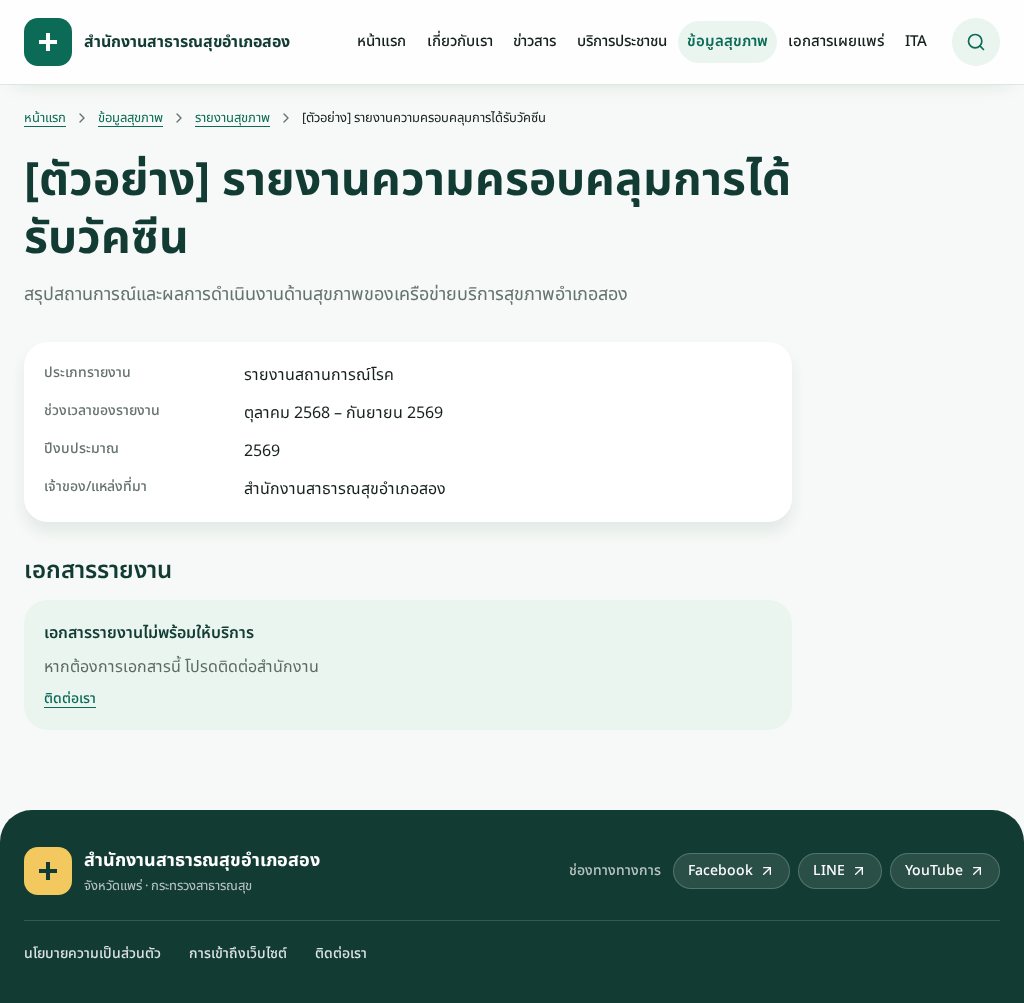 สำนักงานสาธารณสุขอำเภอสอง
หน้าแรก เกี่ยวกับเรา ข่าวสาร บริการประชาชน ข้อมูลสุขภาพ เอกสารเผยแพร่ ITA
หน้าแรก ข้อมูลสุขภาพ รายงานสุขภาพ [ตัวอย่าง] รายงานความครอบคลุมการได้รับวัคซีน
[ตัวอย่าง] รายงานความครอบคลุมการได้
รับวัคซีน
สรุปสถานการณ์และผลการดำเนินงานด้านสุขภาพของเครือข่ายบริการสุขภาพอำเภอสอง
ประเภทรายงาน รายงานสถานการณ์โรค
ช่วงเวลาของรายงาน ตุลาคม 2568 – กันยายน 2569
ปีงบประมาณ 2569
เจ้าของ/แหล่งที่มา สำนักงานสาธารณสุขอำเภอสอง
เอกสารรายงาน
เอกสารรายงานไม่พร้อมให้บริการ
หากต้องการเอกสารนี้ โปรดติดต่อสำนักงาน
ติดต่อเรา
สำนักงานสาธารณสุขอำเภอสอง
จังหวัดแพร่ · กระทรวงสาธารณสุข
ช่องทางทางการ Facebook LINE YouTube
นโยบายความเป็นส่วนตัว การเข้าถึงเว็บไซต์ ติดต่อเรา